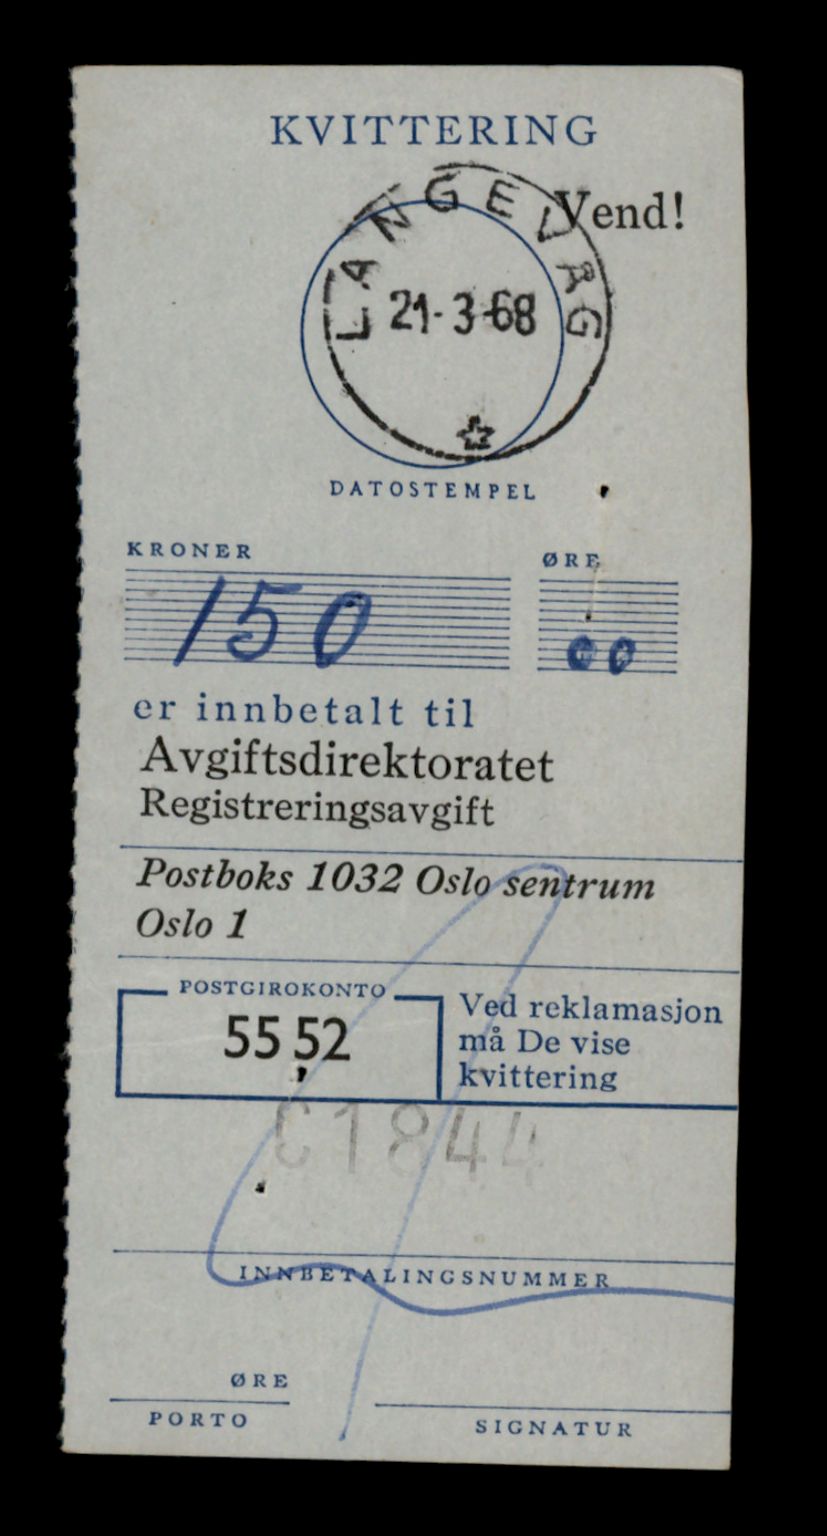 KVITTERING
Vend!
LANGEVÅG
21-3-68
DATOSTEMPEL
KRONER
ØRE
150
00
er innbetalt til
Avgiftsdirektoratet
Registreringsavgift
Postboks 1032 Oslo sentrum
Oslo 1
POSTGIROKONTO
55 52
Ved reklamasjon
må De vise
kvittering
C1844
INNBETALINGSNUMMER
ØRE
PORTO
SIGNATUR